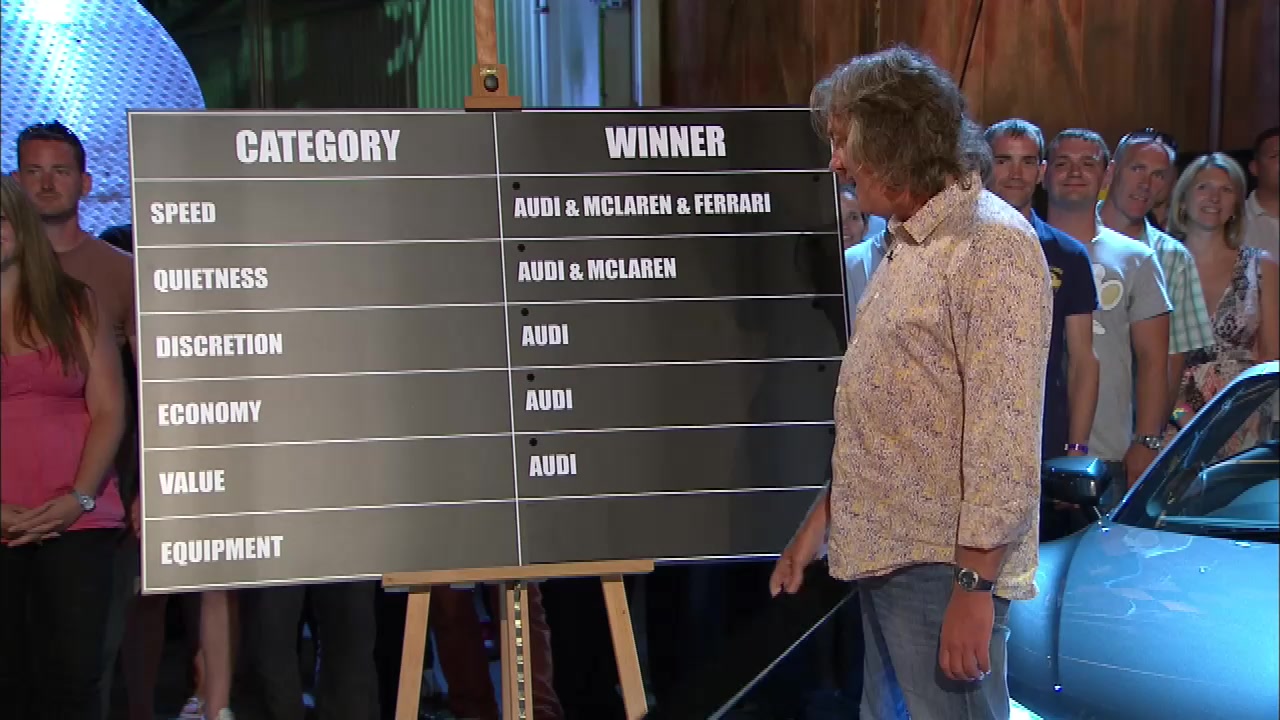 CATEGORY WINNER
SPEED AUDI & MCLAREN & FERRARI
QUIETNESS AUDI & MCLAREN
DISCRETION AUDI
ECONOMY AUDI
VALUE AUDI
EQUIPMENT